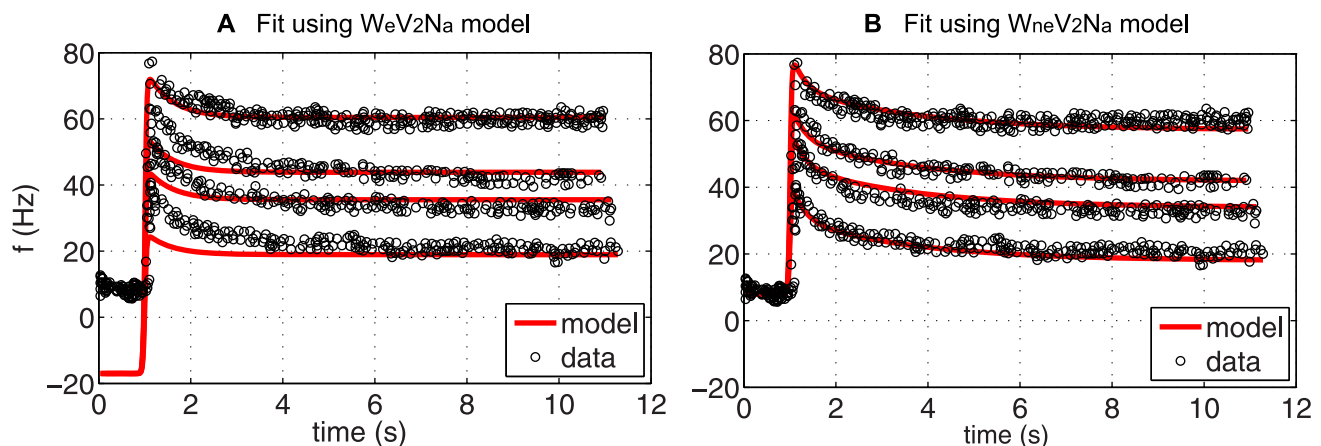 A Fit using WeV2Na model
80
60
40
20
0
−20
f (Hz)
0 2 4 6 8 10 12
time (s)
model
data
B Fit using WneV2Na model
80
60
40
20
0
−20
0 2 4 6 8 10 12
time (s)
model
data